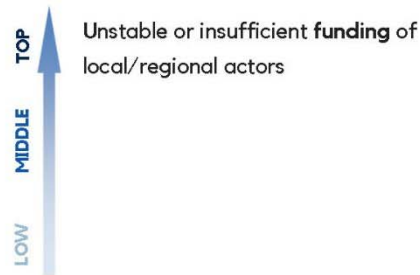 TOP
Unstable or insufficient funding of
local/regional actors
MIDDLE
LOW